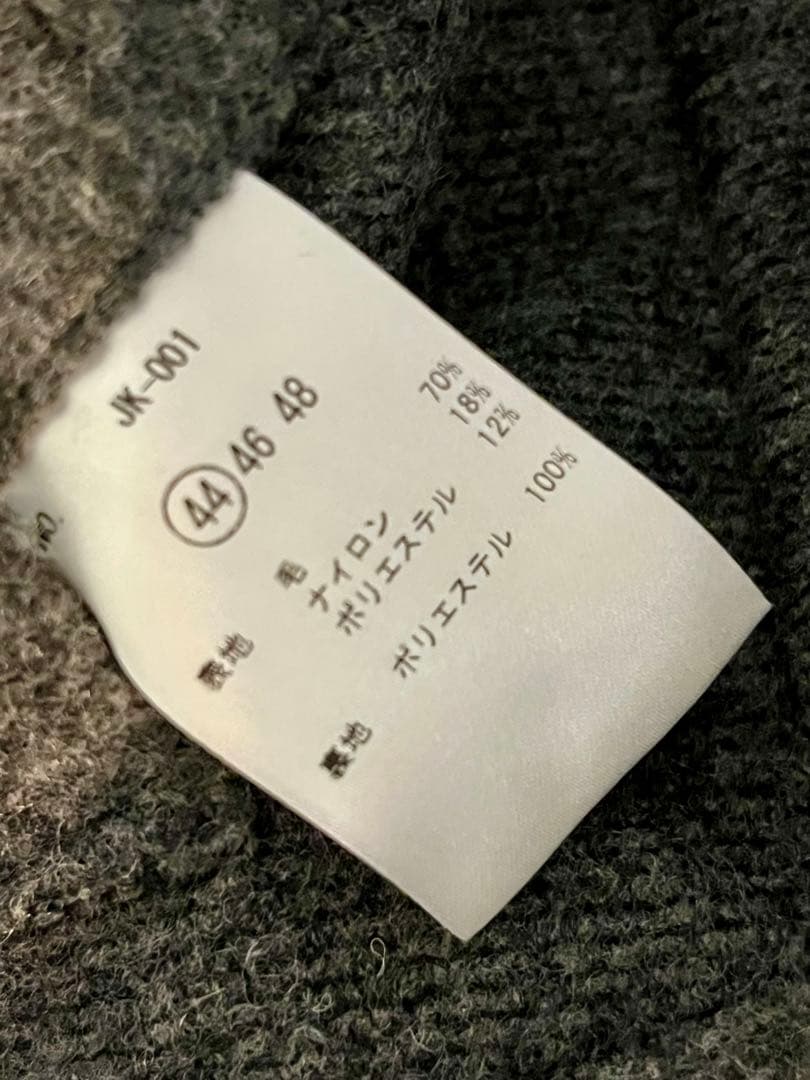 JK-001
44 46 48
表地 毛 70%
ナイロン 18%
ポリエステル 12%
裏地 ポリエステル 100%